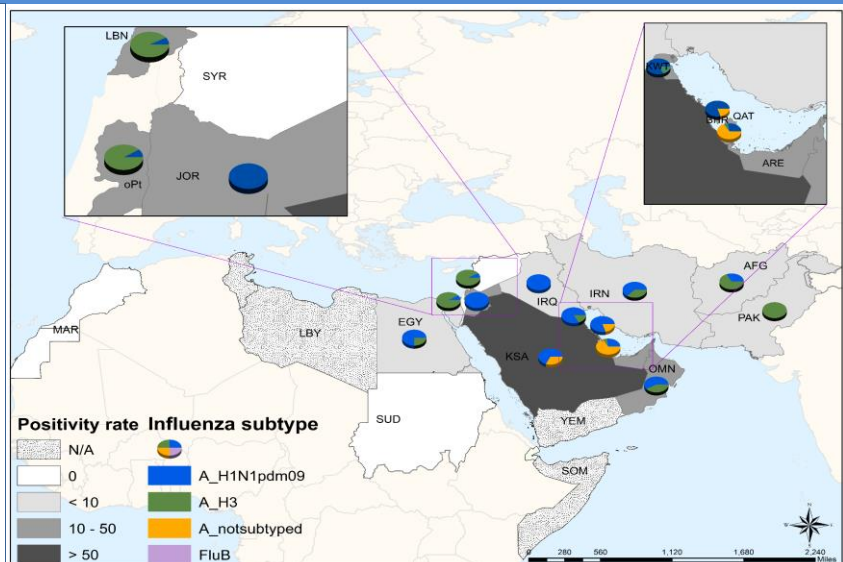 LBN
SYR
oPt
JOR
KWT
QAT
ARE
AFG
IRN
IRQ
PAK
MAR
LBY
EGY
KSA
OMN
SUD
YEM
SOM
Positivity rate Influenza subtype
N/A
0 A_H1N1pdm09
< 10 A_H3
10 - 50 A_notsubtyped
> 50 FluB
0 280 560 1,120 1,680 2,240
Miles